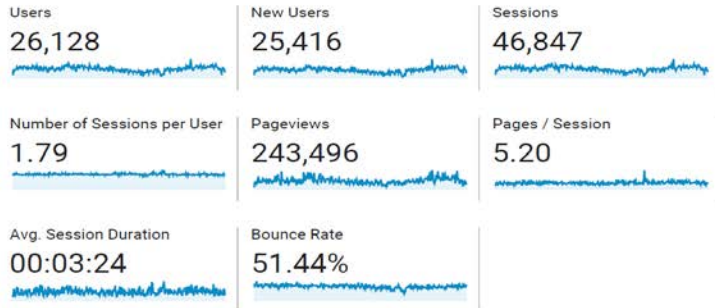 Users
26,128
New Users
25,416
Sessions
46,847
Number of Sessions per User
1.79
Pageviews
243,496
Pages / Session
5.20
Avg. Session Duration
00:03:24
Bounce Rate
51.44%